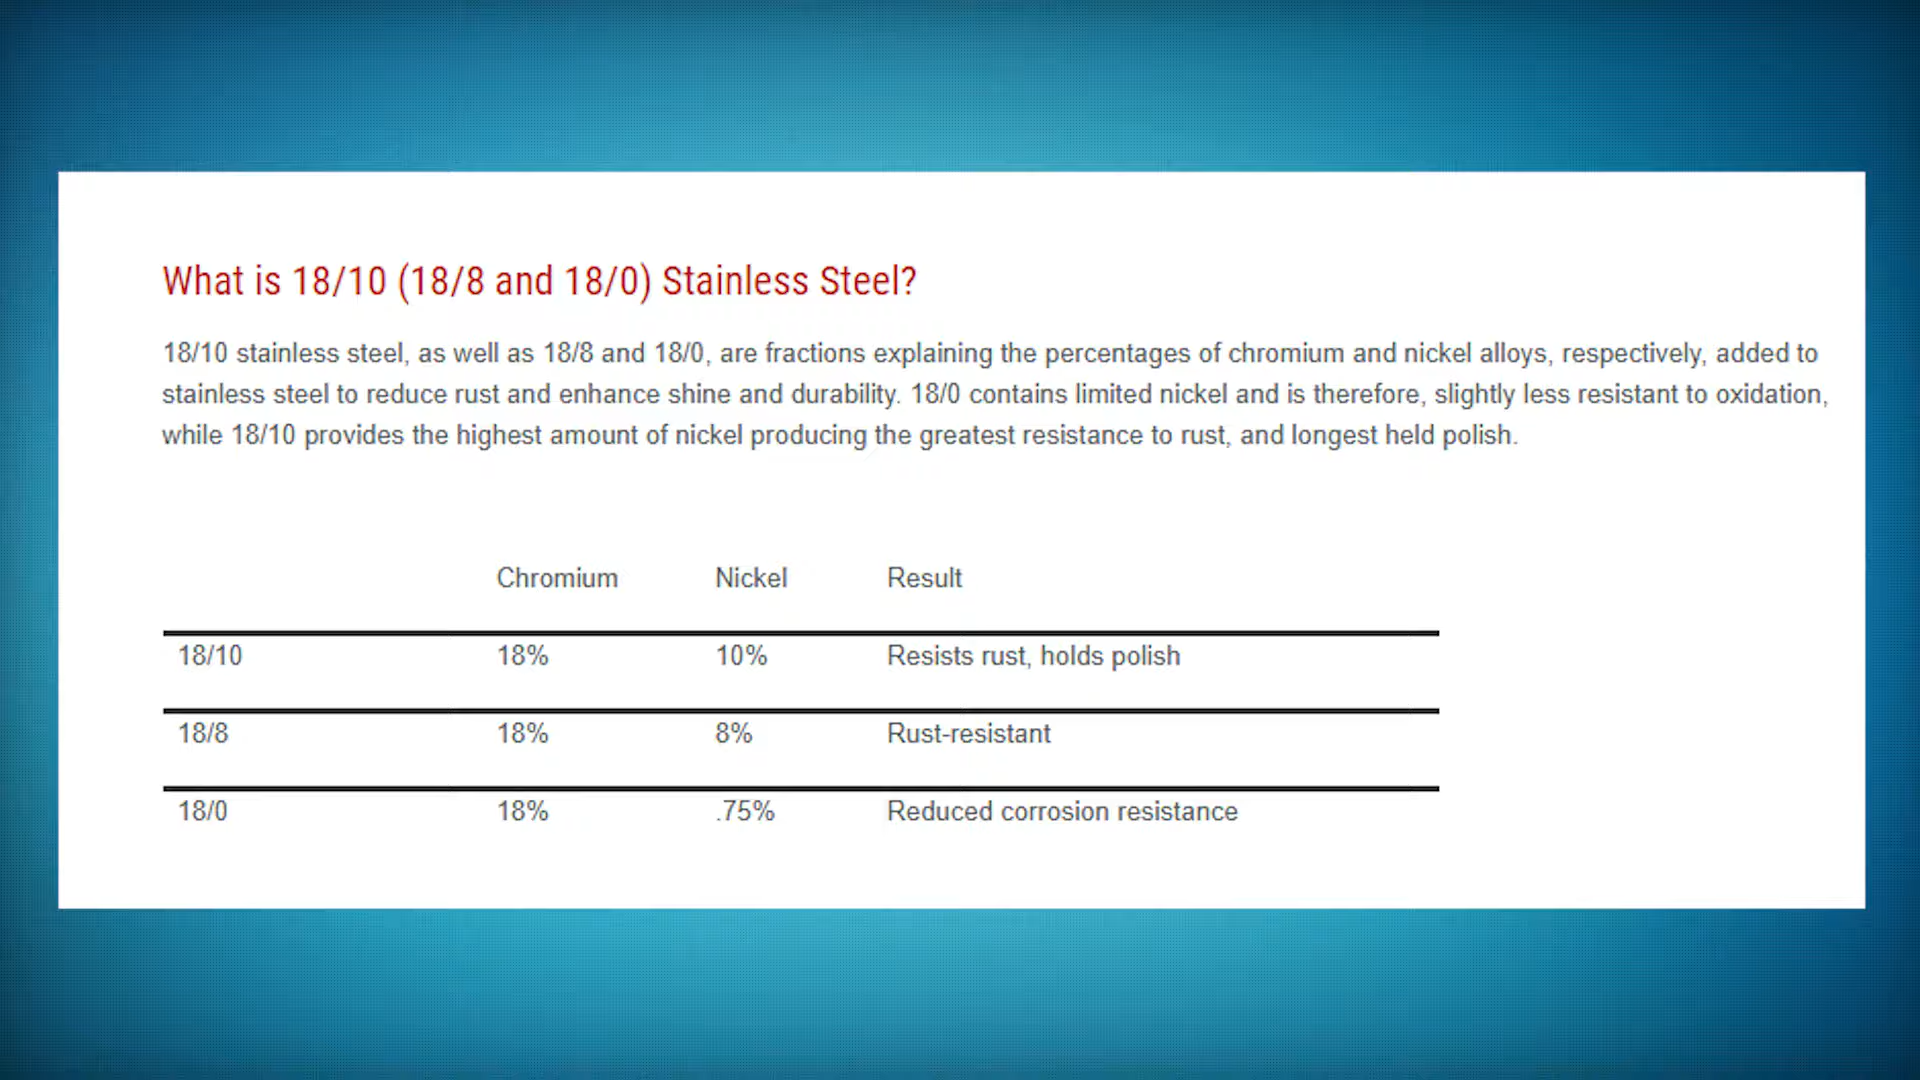 What is 18/10 (18/8 and 18/0) Stainless Steel?
18/10 stainless steel, as well as 18/8 and 18/0, are fractions explaining the percentages of chromium and nickel alloys, respectively, added to
stainless steel to reduce rust and enhance shine and durability. 18/0 contains limited nickel and is therefore, slightly less resistant to oxidation,
while 18/10 provides the highest amount of nickel producing the greatest resistance to rust, and longest held polish.
Chromium Nickel Result
18/10 18% 10% Resists rust, holds polish
18/8 18% 8% Rust-resistant
18/0 18% .75% Reduced corrosion resistance